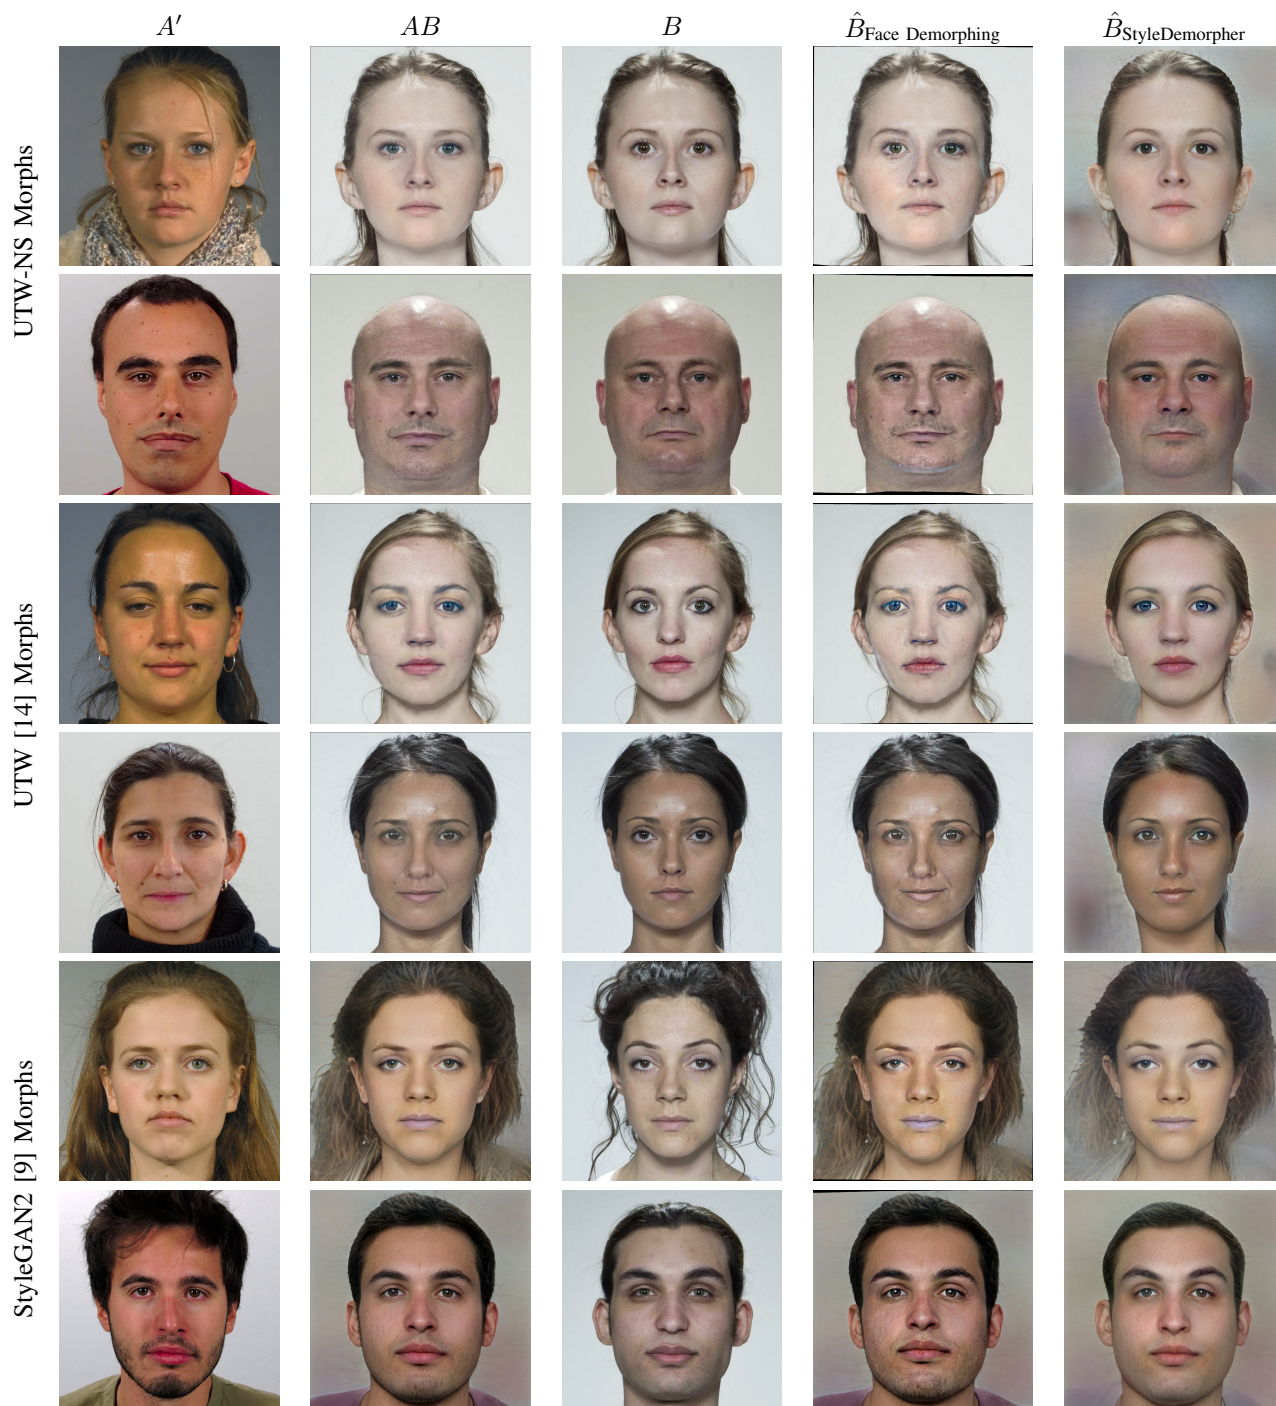 A′ AB B B̂Face Demorphing B̂StyleDemorpher
UTW-NS Morphs
UTW [14] Morphs
StyleGAN2 [9] Morphs